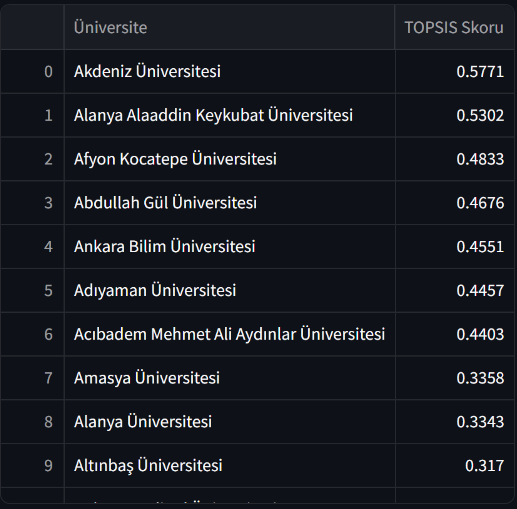 Üniversite TOPSIS Skoru
0 Akdeniz Üniversitesi 0.5771
1 Alanya Alaaddin Keykubat Üniversitesi 0.5302
2 Afyon Kocatepe Üniversitesi 0.4833
3 Abdullah Gül Üniversitesi 0.4676
4 Ankara Bilim Üniversitesi 0.4551
5 Adıyaman Üniversitesi 0.4457
6 Acıbadem Mehmet Ali Aydınlar Üniversitesi 0.4403
7 Amasya Üniversitesi 0.3358
8 Alanya Üniversitesi 0.3343
9 Altınbaş Üniversitesi 0.317